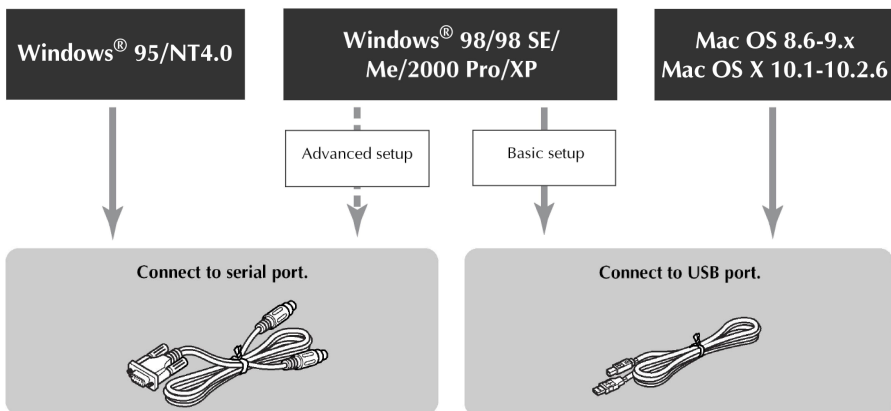 Windows® 95/NT4.0
Windows® 98/98 SE/
Me/2000 Pro/XP
Mac OS 8.6-9.x
Mac OS X 10.1-10.2.6
Advanced setup
Basic setup
Connect to serial port.
Connect to USB port.